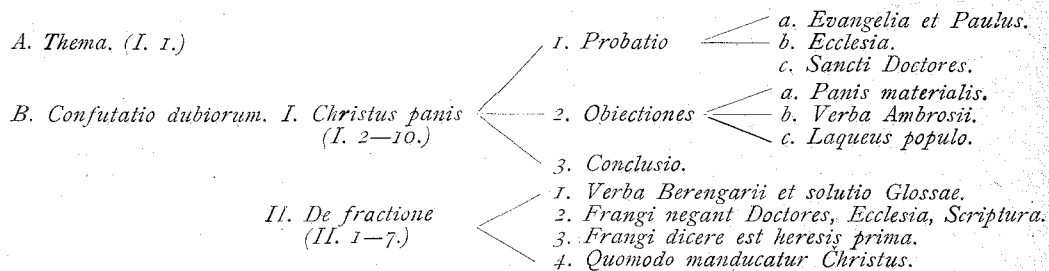 A. Thema. (I. 1.)
1. Probatio
a. Evangelia et Paulus.
b. Ecclesia.
c. Sancti Doctores.
B. Confutatio dubiorum. I. Christus panis
(I. 2—10.)
2. Obiectiones
a. Panis materialis.
b. Verba Ambrosii.
c. Laqueus populo.
3. Conclusio.
II. De fractione
(II. 1—7.)
1. Verba Berengarii et solutio Glossae.
2. Frangi negant Doctores, Ecclesia, Scriptura.
3. Frangi dicere est heresis prima.
4. Quomodo manducatur Christus.